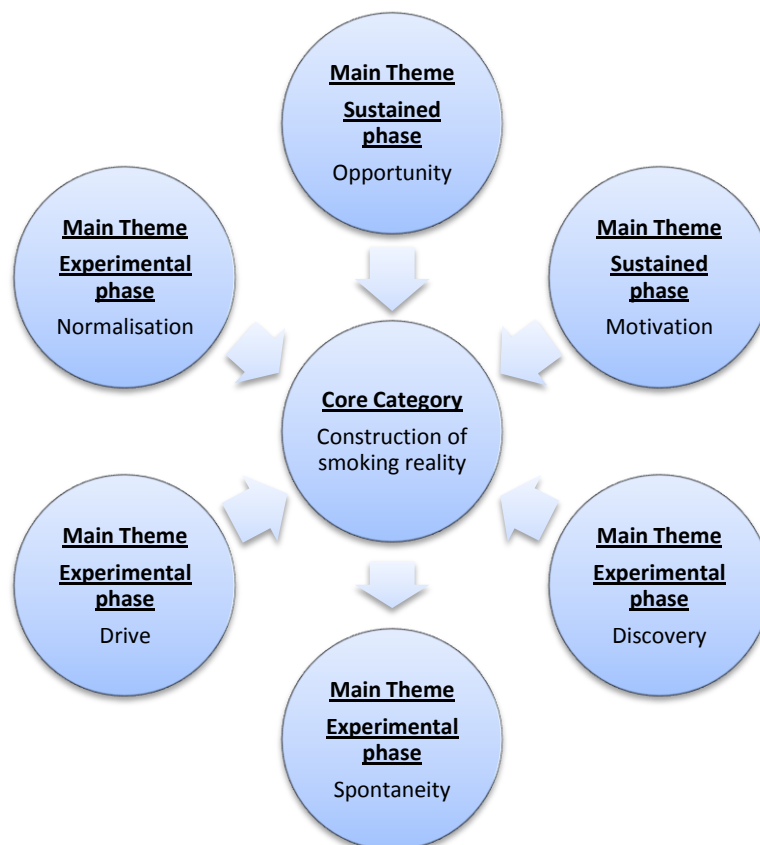 Main Theme
Sustained
phase
Opportunity
Main Theme
Experimental
phase
Normalisation
Main Theme
Sustained
phase
Motivation
Core Category
Construction of
smoking reality
Main Theme
Experimental
phase
Drive
Main Theme
Experimental
phase
Discovery
Main Theme
Experimental
phase
Spontaneity